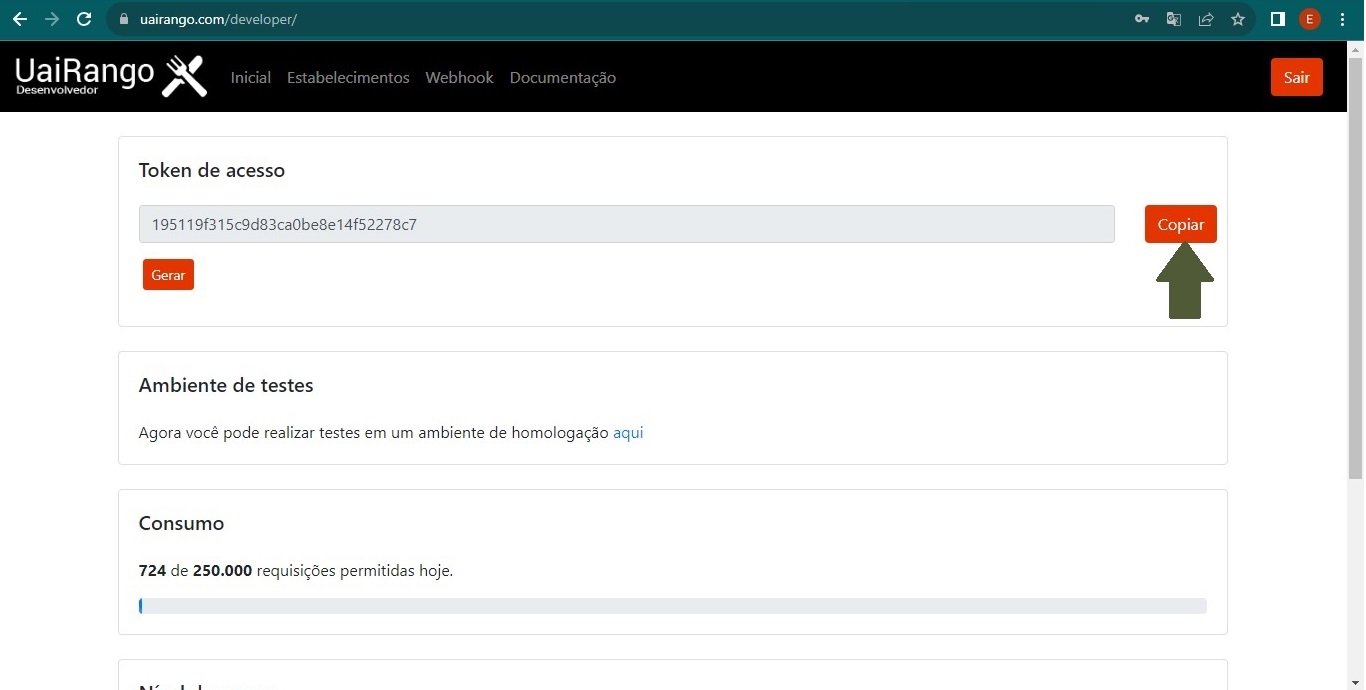 uairango.com/developer/
E
UaiRango
Desenvolvedor
Inicial Estabelecimentos Webhook Documentação
Sair
Token de acesso
195119f315c9d83ca0be8e14f52278c7
Copiar
Gerar
Ambiente de testes
Agora você pode realizar testes em um ambiente de homologação aqui
Consumo
724 de 250.000 requisições permitidas hoje.